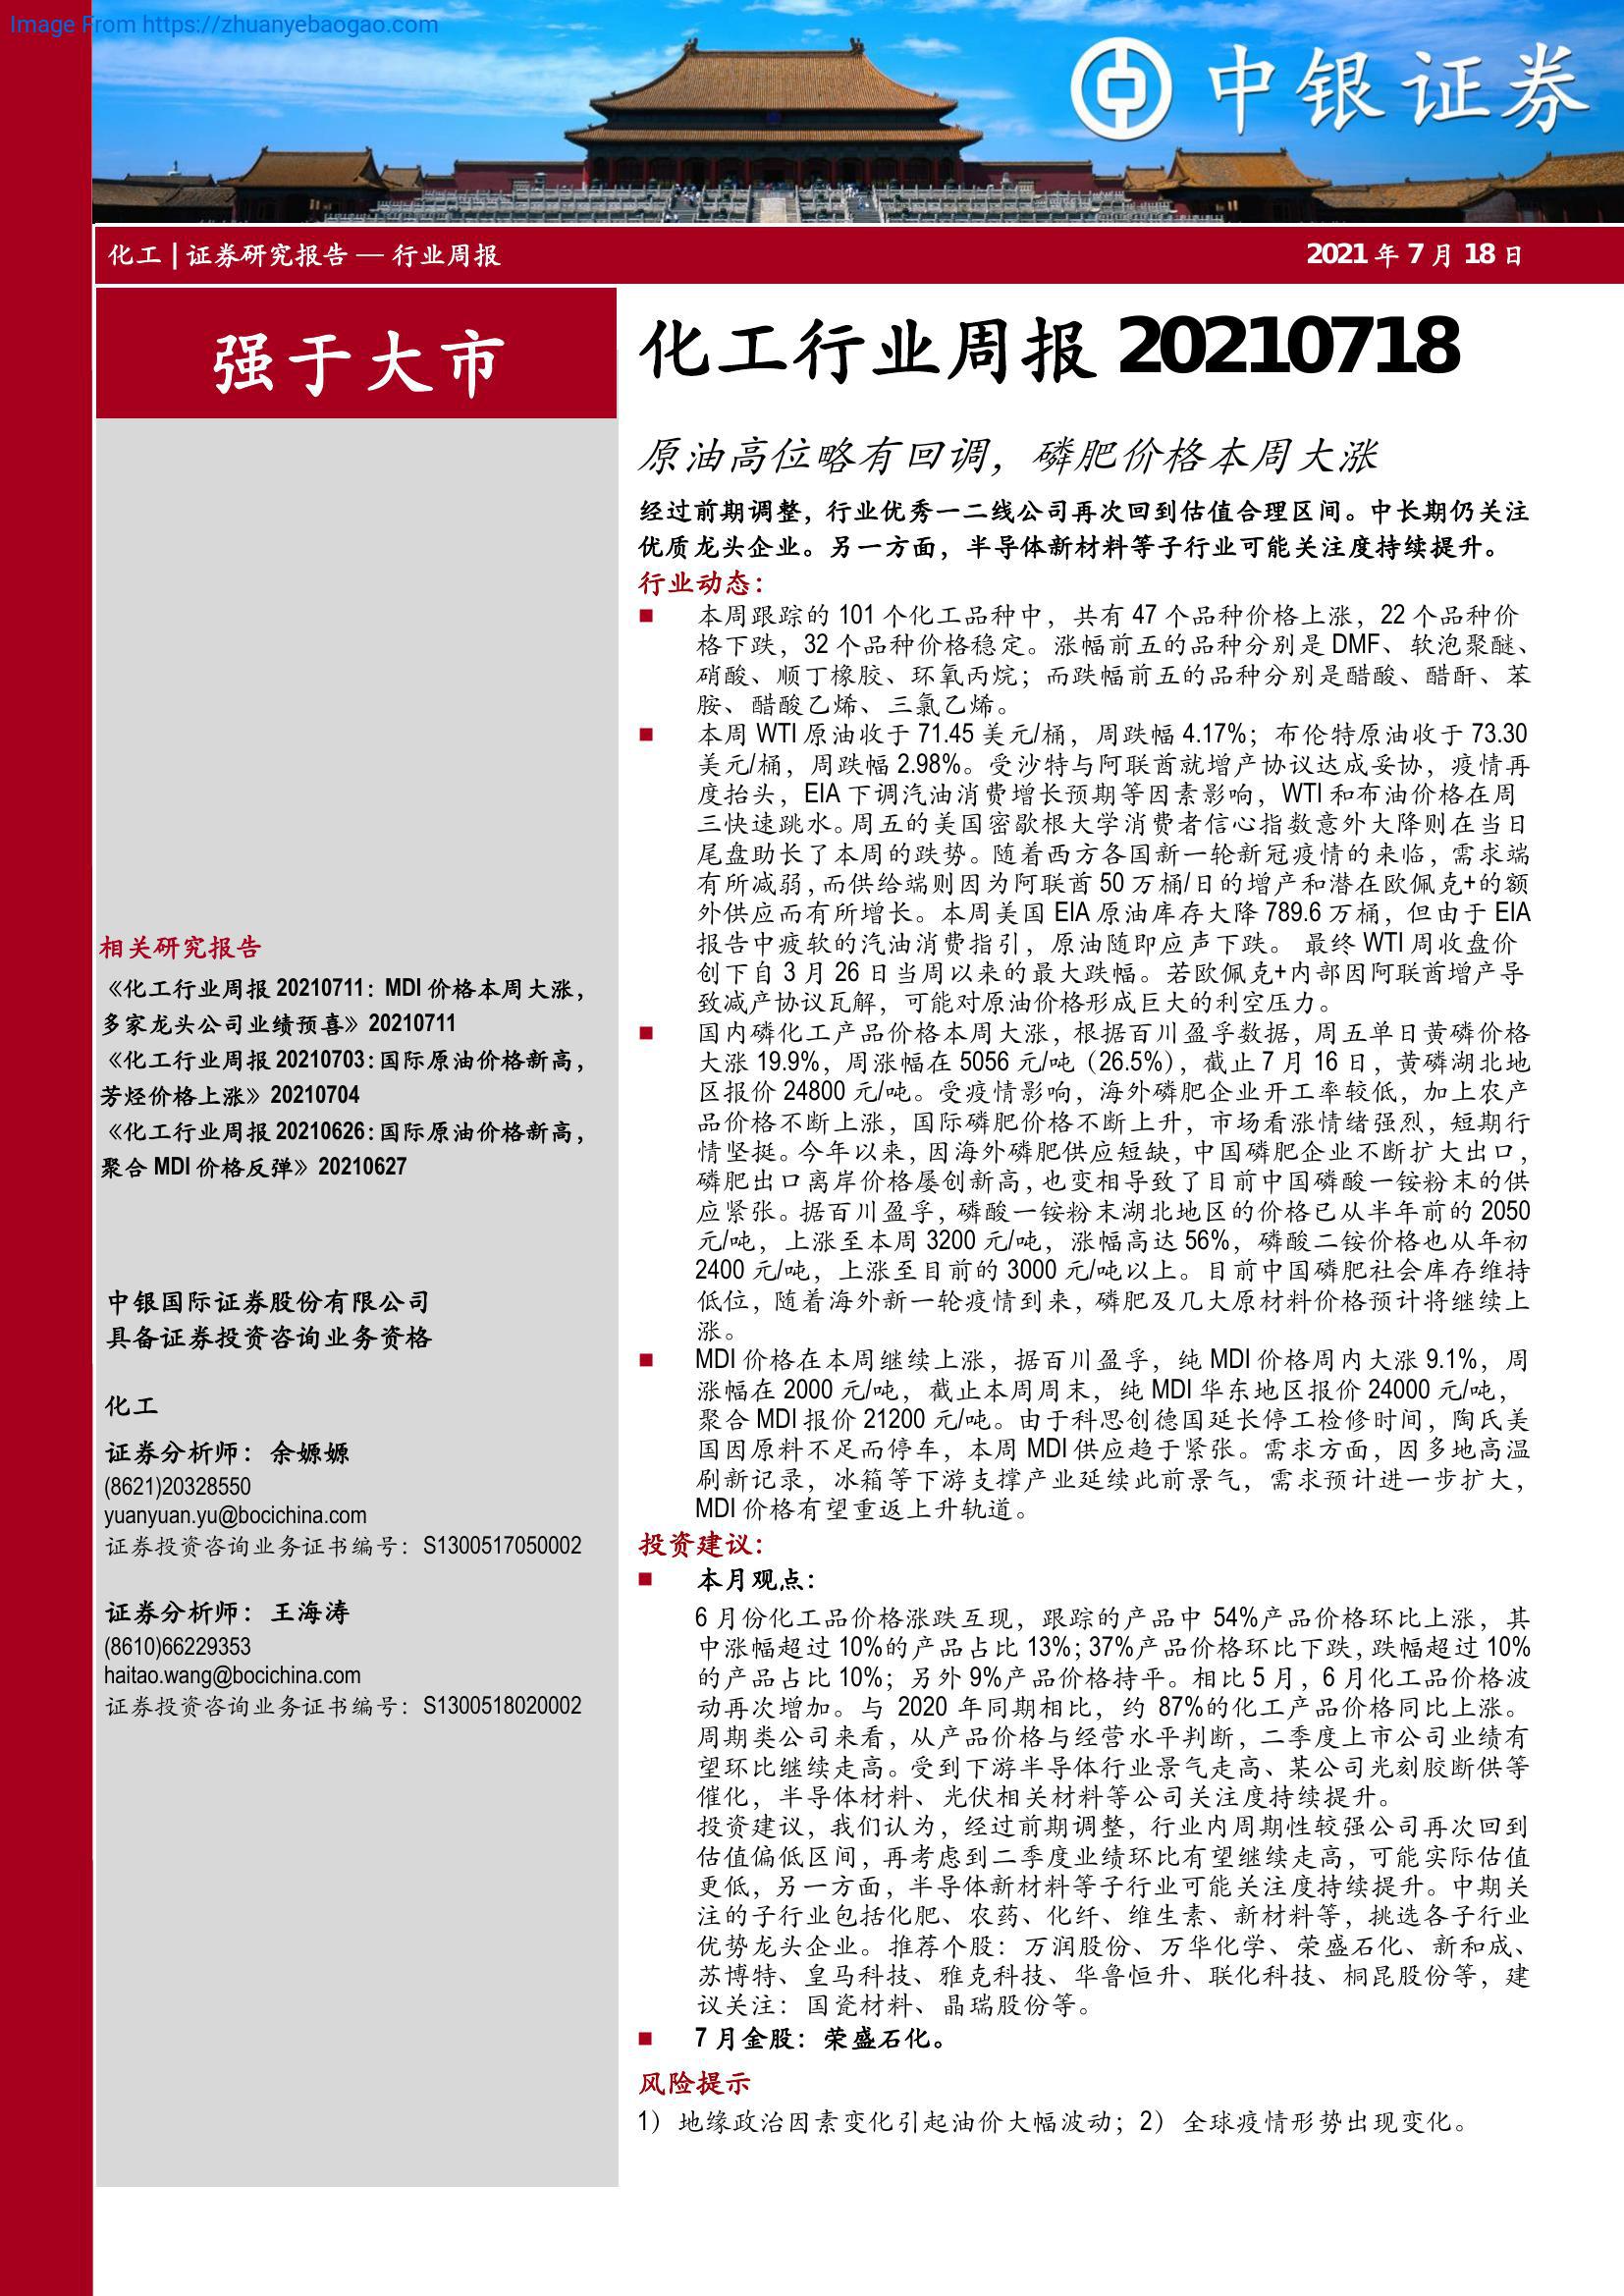 Image From https://zhuanyebaogao.com
中银证券
化工 | 证券研究报告 — 行业周报
2021 年 7 月 18 日
强于大市
相关研究报告
《化工行业周报 20210711：MDI 价格本周大涨，
多家龙头公司业绩预喜》20210711
《化工行业周报 20210703：国际原油价格新高，
芳烃价格上涨》20210704
《化工行业周报 20210626：国际原油价格新高，
聚合 MDI 价格反弹》20210627
中银国际证券股份有限公司
具备证券投资咨询业务资格
化工
证券分析师：余嫄嫄
(8621)20328550
yuanyuan.yu@bocichina.com
证券投资咨询业务证书编号：S1300517050002
证券分析师：王海涛
(8610)66229353
haitao.wang@bocichina.com
证券投资咨询业务证书编号：S1300518020002
化工行业周报 20210718
原油高位略有回调，磷肥价格本周大涨
经过前期调整，行业优秀一二线公司再次回到估值合理区间。中长期仍关注
优质龙头企业。另一方面，半导体新材料等子行业可能关注度持续提升。
行业动态：
■ 本周跟踪的 101 个化工品种中，共有 47 个品种价格上涨，22 个品种价
格下跌，32 个品种价格稳定。涨幅前五的品种分别是 DMF、软泡聚醚、
硝酸、顺丁橡胶、环氧丙烷；而跌幅前五的品种分别是醋酸、醋酐、苯
胺、醋酸乙烯、三氯乙烯。
■ 本周 WTI 原油收于 71.45 美元/桶，周跌幅 4.17%；布伦特原油收于 73.30
美元/桶，周跌幅 2.98%。受沙特与阿联酋就增产协议达成妥协，疫情再
度抬头，EIA 下调汽油消费增长预期等因素影响，WTI 和布油价格在周
三快速跳水。周五的美国密歇根大学消费者信心指数意外大降则在当日
尾盘助长了本周的跌势。随着西方各国新一轮新冠疫情的来临，需求端
有所减弱，而供给端则因为阿联酋 50 万桶/日的增产和潜在欧佩克+的额
外供应而有所增长。本周美国 EIA 原油库存大降 789.6 万桶，但由于 EIA
报告中疲软的汽油消费指引，原油随即应声下跌。 最终 WTI 周收盘价
创下自 3 月 26 日当周以来的最大跌幅。若欧佩克+内部因阿联酋增产导
致减产协议瓦解，可能对原油价格形成巨大的利空压力。
■ 国内磷化工产品价格本周大涨，根据百川盈孚数据，周五单日黄磷价格
大涨 19.9%，周涨幅在 5056 元/吨（26.5%），截止 7 月 16 日，黄磷湖北地
区报价 24800 元/吨。受疫情影响，海外磷肥企业开工率较低，加上农产
品价格不断上涨，国际磷肥价格不断上升，市场看涨情绪强烈，短期行
情坚挺。今年以来，因海外磷肥供应短缺，中国磷肥企业不断扩大出口，
磷肥出口离岸价格屡创新高，也变相导致了目前中国磷酸一铵粉末的供
应紧张。据百川盈孚，磷酸一铵粉末湖北地区的价格已从半年前的 2050
元/吨，上涨至本周 3200 元/吨，涨幅高达 56%，磷酸二铵价格也从年初
2400 元/吨，上涨至目前的 3000 元/吨以上。目前中国磷肥社会库存维持
低位，随着海外新一轮疫情到来，磷肥及几大原材料价格预计将继续上
涨。
■ MDI 价格在本周继续上涨，据百川盈孚，纯 MDI 价格周内大涨 9.1%，周
涨幅在 2000 元/吨，截止本周周末，纯 MDI 华东地区报价 24000 元/吨，
聚合 MDI 报价 21200 元/吨。由于科思创德国延长停工检修时间，陶氏美
国因原料不足而停车，本周 MDI 供应趋于紧张。需求方面，因多地高温
刷新记录，冰箱等下游支撑产业延续此前景气，需求预计进一步扩大，
MDI 价格有望重返上升轨道。
投资建议：
■ 本月观点：
6 月份化工品价格涨跌互现，跟踪的产品中 54%产品价格环比上涨，其
中涨幅超过 10%的产品占比 13%；37%产品价格环比下跌，跌幅超过 10%
的产品占比 10%；另外 9%产品价格持平。相比 5 月，6 月化工品价格波
动再次增加。与 2020 年同期相比，约 87%的化工产品价格同比上涨。
周期类公司来看，从产品价格与经营水平判断，二季度上市公司业绩有
望环比继续走高。受到下游半导体行业景气走高、某公司光刻胶断供等
催化，半导体材料、光伏相关材料等公司关注度持续提升。
投资建议，我们认为，经过前期调整，行业内周期性较强公司再次回到
估值偏低区间，再考虑到二季度业绩环比有望继续走高，可能实际估值
更低，另一方面，半导体新材料等子行业可能关注度持续提升。中期关
注的子行业包括化肥、农药、化纤、维生素、新材料等，挑选各子行业
优势龙头企业。推荐个股：万润股份、万华化学、荣盛石化、新和成、
苏博特、皇马科技、雅克科技、华鲁恒升、联化科技、桐昆股份等，建
议关注：国瓷材料、晶瑞股份等。
■ 7 月金股：荣盛石化。
风险提示
1）地缘政治因素变化引起油价大幅波动；2）全球疫情形势出现变化。